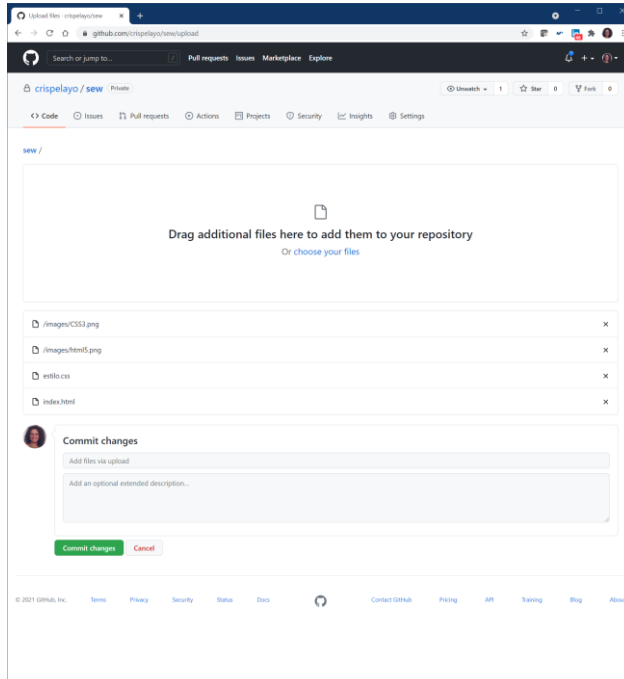 Upload files · crispelayo/sew
github.com/crispelayo/sew/upload
Search or jump to... / Pull requests Issues Marketplace Explore
crispelayo / sew Private Unwatch 1 Star 0 Fork 0
Code Issues Pull requests Actions Projects Security Insights Settings
sew /
Drag additional files here to add them to your repository
Or choose your files
/images/CSS3.png
/images/html5.png
estilo.css
index.html
Commit changes
Add files via upload
Add an optional extended description...
Commit changes Cancel
© 2021 GitHub, Inc. Terms Privacy Security Status Docs Contact GitHub Pricing API Training Blog Abou